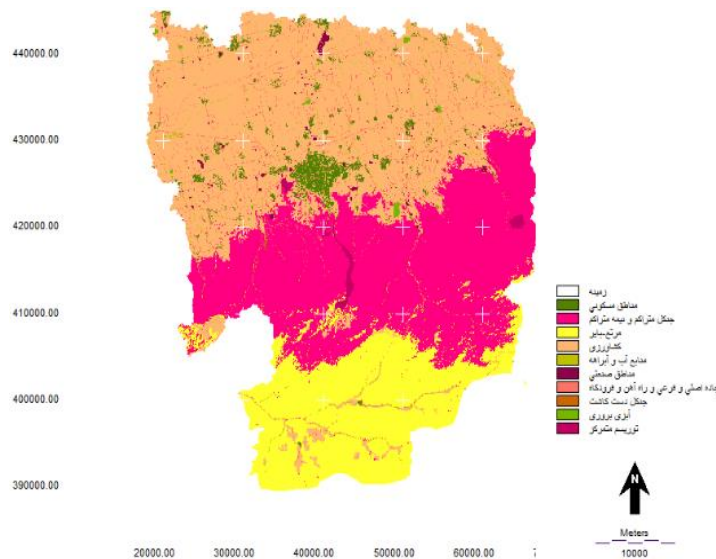 440000.00
430000.00
420000.00
410000.00
400000.00
390000.00
زمینه
مناطق مسکونی
جنگل متراکم و نیمه متراکم
مرتع-بایر
کشاورزی
منابع آب و آبراهه
مناطق صنعتی
جاده اصلی و فرعی و راه آهن و فرودگاه
جنگل دست کاشت
آبزی پروری
توریسم متمرکز
N
Meters
10000
20000.00 30000.00 40000.00 50000.00 60000.00